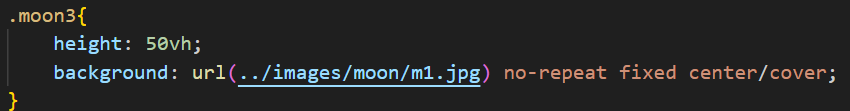 .moon3{
    height: 50vh;
    background: url(../images/moon/m1.jpg) no-repeat fixed center/cover;
}